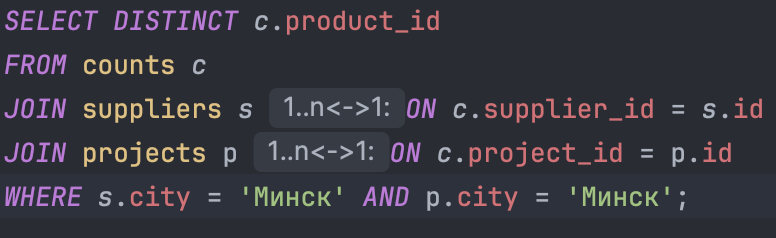 SELECT DISTINCT c.product_id
FROM counts c
JOIN suppliers s 1..n<->1: ON c.supplier_id = s.id
JOIN projects p 1..n<->1: ON c.project_id = p.id
WHERE s.city = 'Минск' AND p.city = 'Минск';